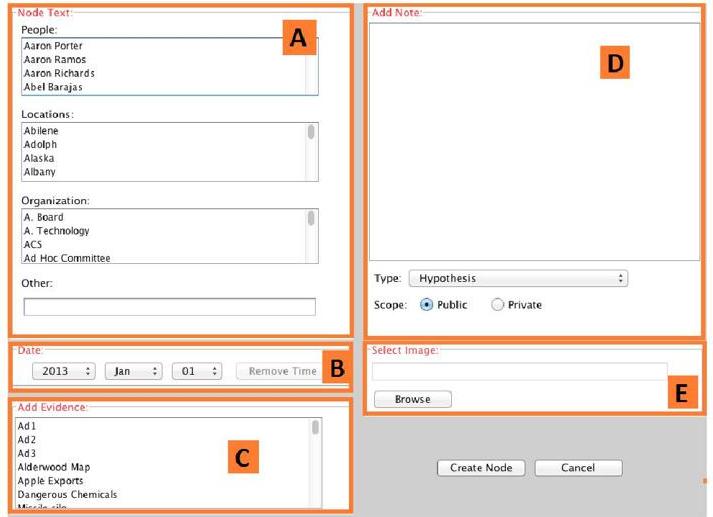 Node Text:
A
People:
Aaron Porter
Aaron Ramos
Aaron Richards
Abel Barajas
Locations:
Abilene
Adolph
Alaska
Albany
Organization:
A. Board
A. Technology
ACS
Ad Hoc Committee
Other:
Date:
2013 Jan 01 Remove Time
B
Add Evidence:
Ad1
Ad2
Ad3
Alderwood Map
Apple Exports
Dangerous Chemicals
C
Add Note:
D
Type: Hypothesis
Scope: Public Private
Select Image:
Browse
E
Create Node Cancel